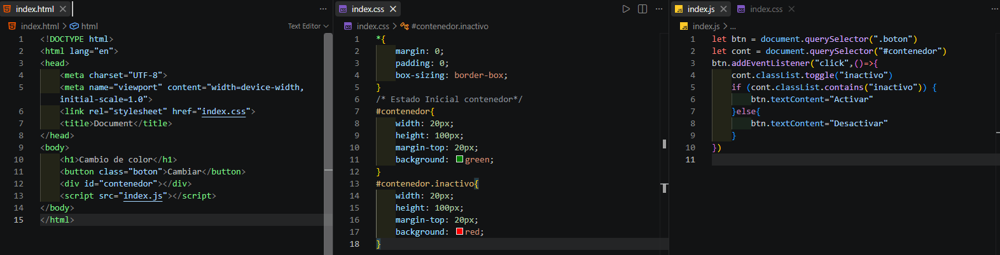 index.html
index.html > html
Text Editor
1 <!DOCTYPE html>
2 <html lang="en">
3 <head>
4 <meta charset="UTF-8">
5 <meta name="viewport" content="width=device-width,
initial-scale=1.0">
6 <link rel="stylesheet" href="index.css">
7 <title>Document</title>
8 </head>
9 <body>
10 <h1>Cambio de color</h1>
11 <button class="boton">Cambiar</button>
12 <div id="contenedor"></div>
13 <script src="index.js"></script>
14 </body>
15 </html>
index.css
index.css > #contenedor.inactivo
1 *{
2 margin: 0;
3 padding: 0;
4 box-sizing: border-box;
5 }
6 /* Estado Inicial contenedor*/
7 #contenedor{
8 width: 20px;
9 height: 100px;
10 margin-top: 20px;
11 background: green;
12 }
13 #contenedor.inactivo{
14 width: 20px;
15 height: 100px;
16 margin-top: 20px;
17 background: red;
18 }
JS index.js
index.css
JS index.js > ...
1 let btn = document.querySelector(".boton")
2 let cont = document.querySelector("#contenedor")
3 btn.addEventListener("click",()=>{
4 cont.classList.toggle("inactivo")
5 if (cont.classList.contains("inactivo")) {
6 btn.textContent="Activar"
7 }else{
8 btn.textContent="Desactivar"
9 }
10 })
11